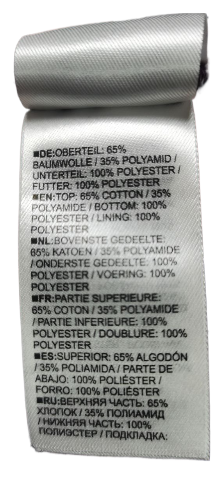 ■DE:OBERTEIL: 65%
BAUMWOLLE / 35% POLYAMID /
UNTERTEIL: 100% POLYESTER /
FUTTER: 100% POLYESTER
■EN:TOP: 65% COTTON / 35%
POLYAMIDE / BOTTOM: 100%
POLYESTER / LINING: 100%
POLYESTER
■NL:BOVENSTE GEDEELTE:
65% KATOEN / 35% POLYAMIDE
/ ONDERSTE GEDEELTE: 100%
POLYESTER / VOERING: 100%
POLYESTER
■FR:PARTIE SUPERIEURE:
65% COTON / 35% POLYAMIDE
/ PARTIE INFERIEURE: 100%
POLYESTER / DOUBLURE: 100%
POLYESTER
■ES:SUPERIOR: 65% ALGODÓN
/ 35% POLIAMIDA / PARTE DE
ABAJO: 100% POLIÉSTER /
FORRO: 100% POLIÉSTER
■RU:ВЕРХНЯЯ ЧАСТЬ: 65%
ХЛОПОК / 35% ПОЛИАМИД
/ НИЖНЯЯ ЧАСТЬ: 100%
ПОЛИЭСТЕР / ПОДКЛАДКА: